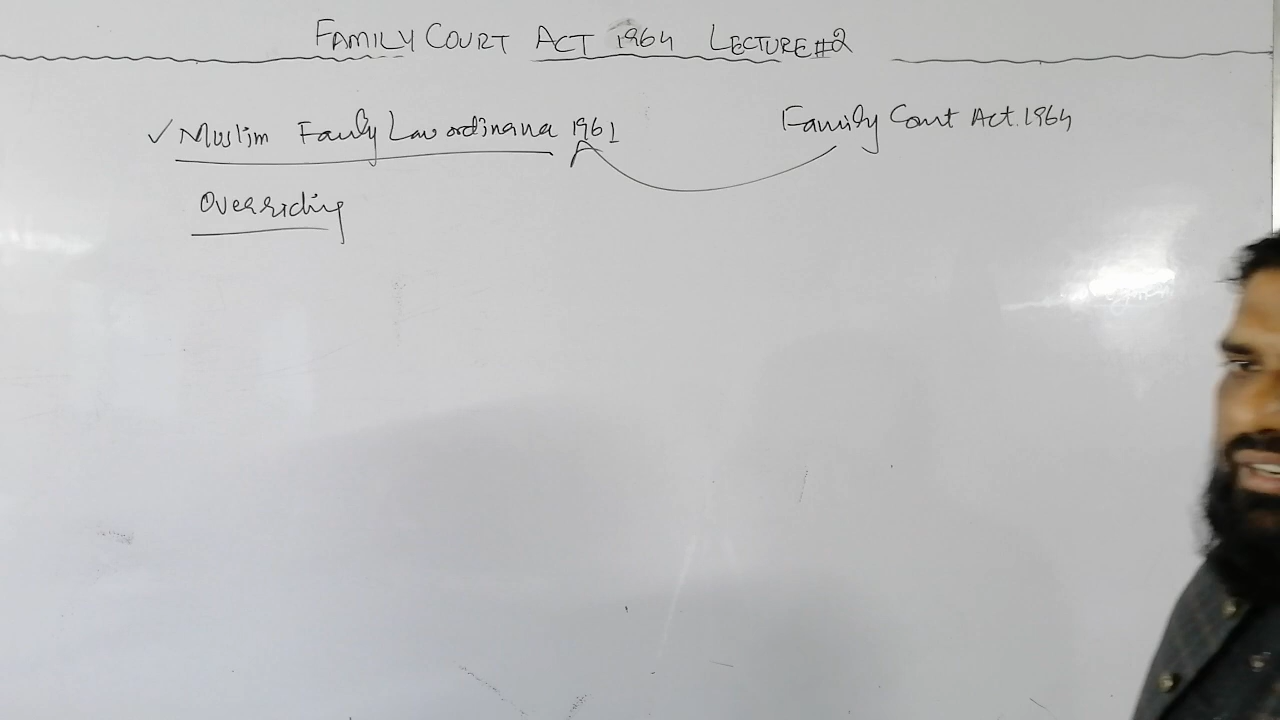 FAMILY COURT ACT 1964 LECTURE #2
✓ Muslim Family Law ordinance 1961
Family Court Act. 1964
Overriding